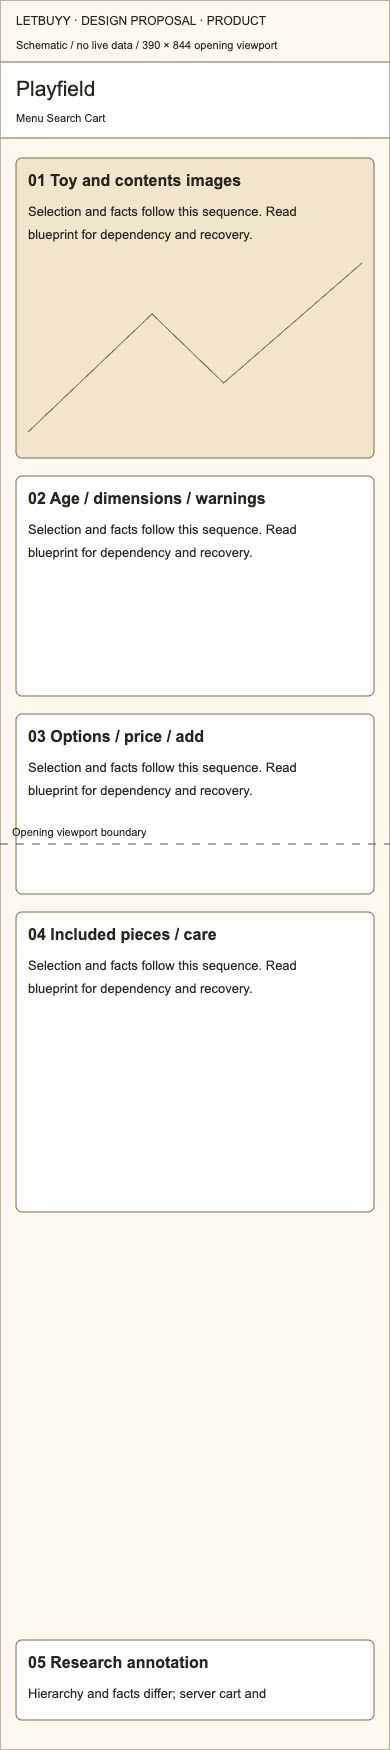 LETBUYY · DESIGN PROPOSAL · PRODUCT
Schematic / no live data / 390 × 844 opening viewport
Playfield
Menu Search Cart
01 Toy and contents images
Selection and facts follow this sequence. Read
blueprint for dependency and recovery.
02 Age / dimensions / warnings
Selection and facts follow this sequence. Read
blueprint for dependency and recovery.
03 Options / price / add
Selection and facts follow this sequence. Read
blueprint for dependency and recovery.
Opening viewport boundary
04 Included pieces / care
Selection and facts follow this sequence. Read
blueprint for dependency and recovery.
05 Research annotation
Hierarchy and facts differ; server cart and